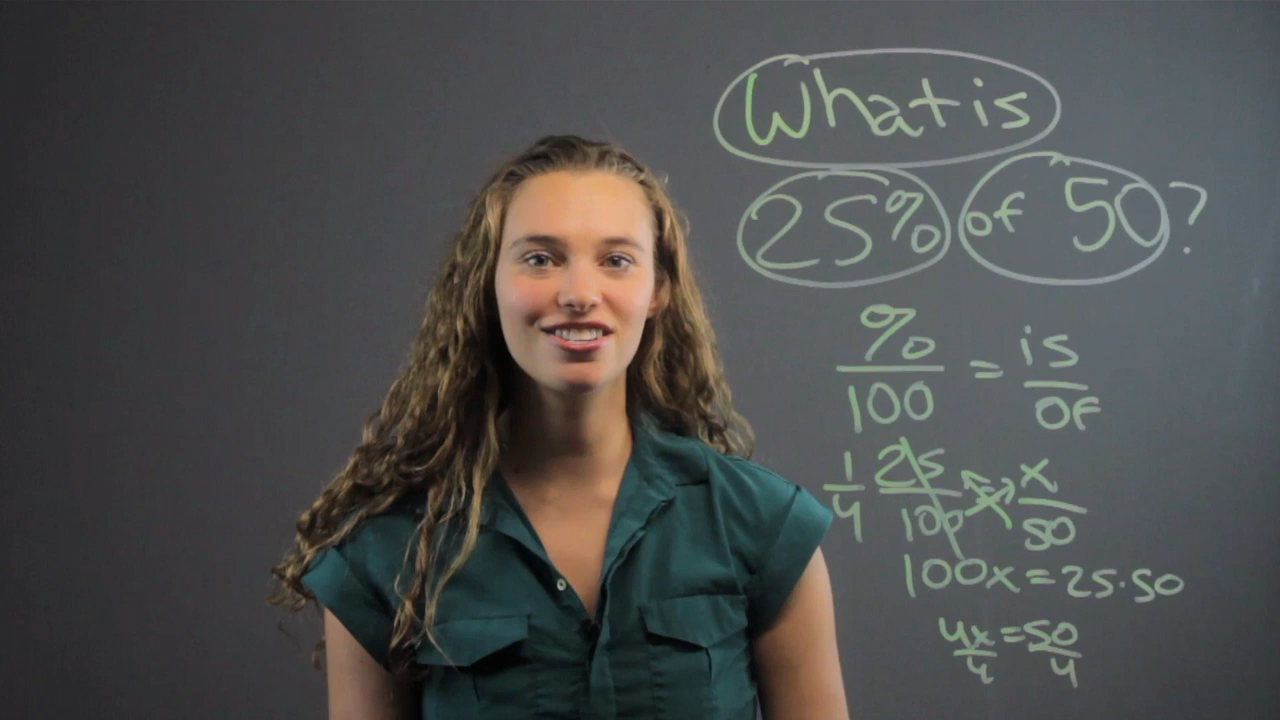 What is
25% of 50?
%/100 = is/of
1/4 25/100 x/50
100x = 25·50
4x/4 = 50/4